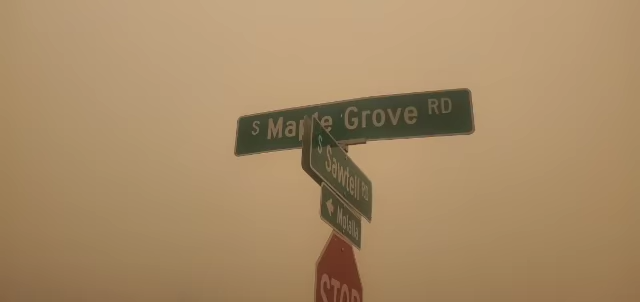 S Maple Grove RD
S Sawtell RD
Molalla
STOP